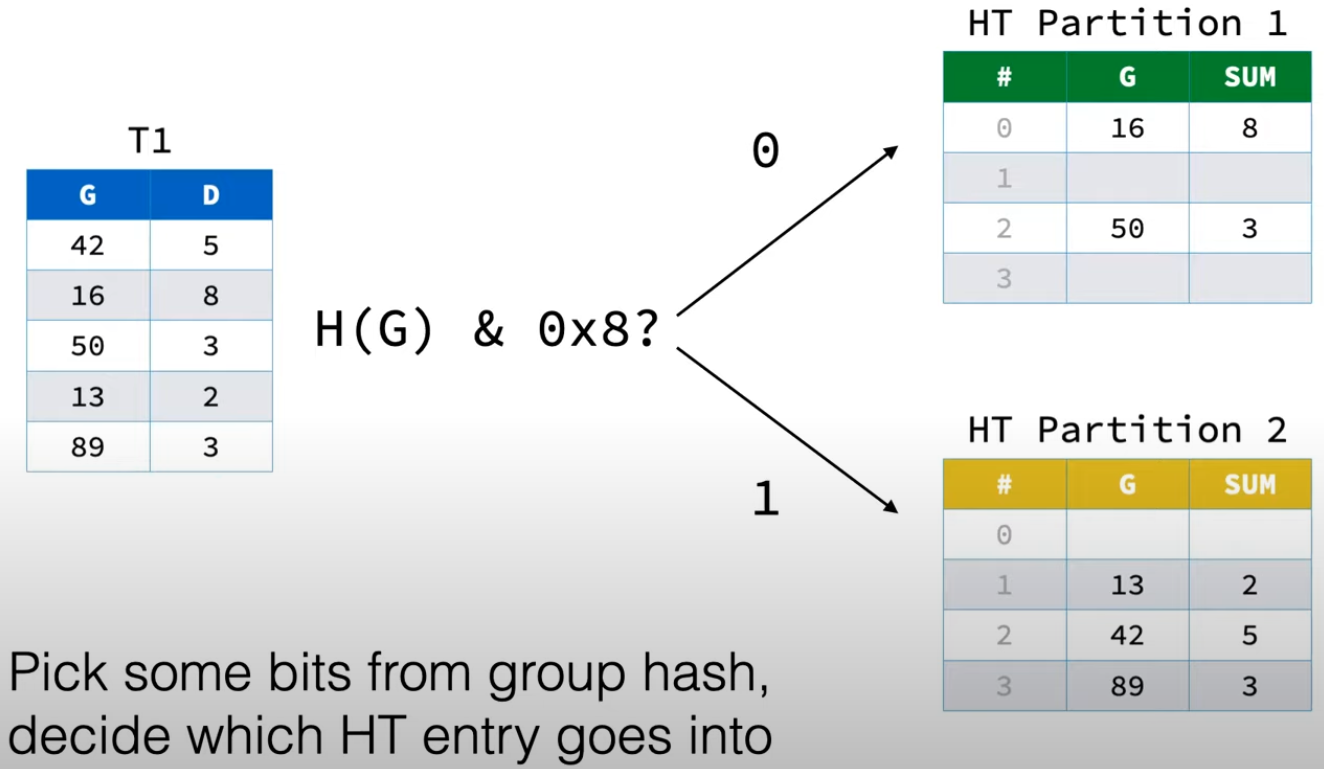 T1
G D
42 5
16 8
50 3
13 2
89 3
H(G) & 0x8?
0
1
HT Partition 1
# G SUM
0 16 8
1
2 50 3
3
HT Partition 2
# G SUM
0
1 13 2
2 42 5
3 89 3
Pick some bits from group hash,
decide which HT entry goes into